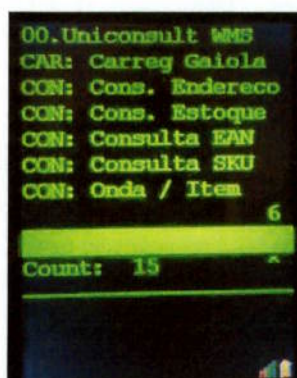 00.Uniconsult WMS
CAR: Carreg Gaiola
CON: Cons. Endereco
CON: Cons. Estoque
CON: Consulta EAN
CON: Consulta SKU
CON: Onda / Item
6
Count: 15 ^